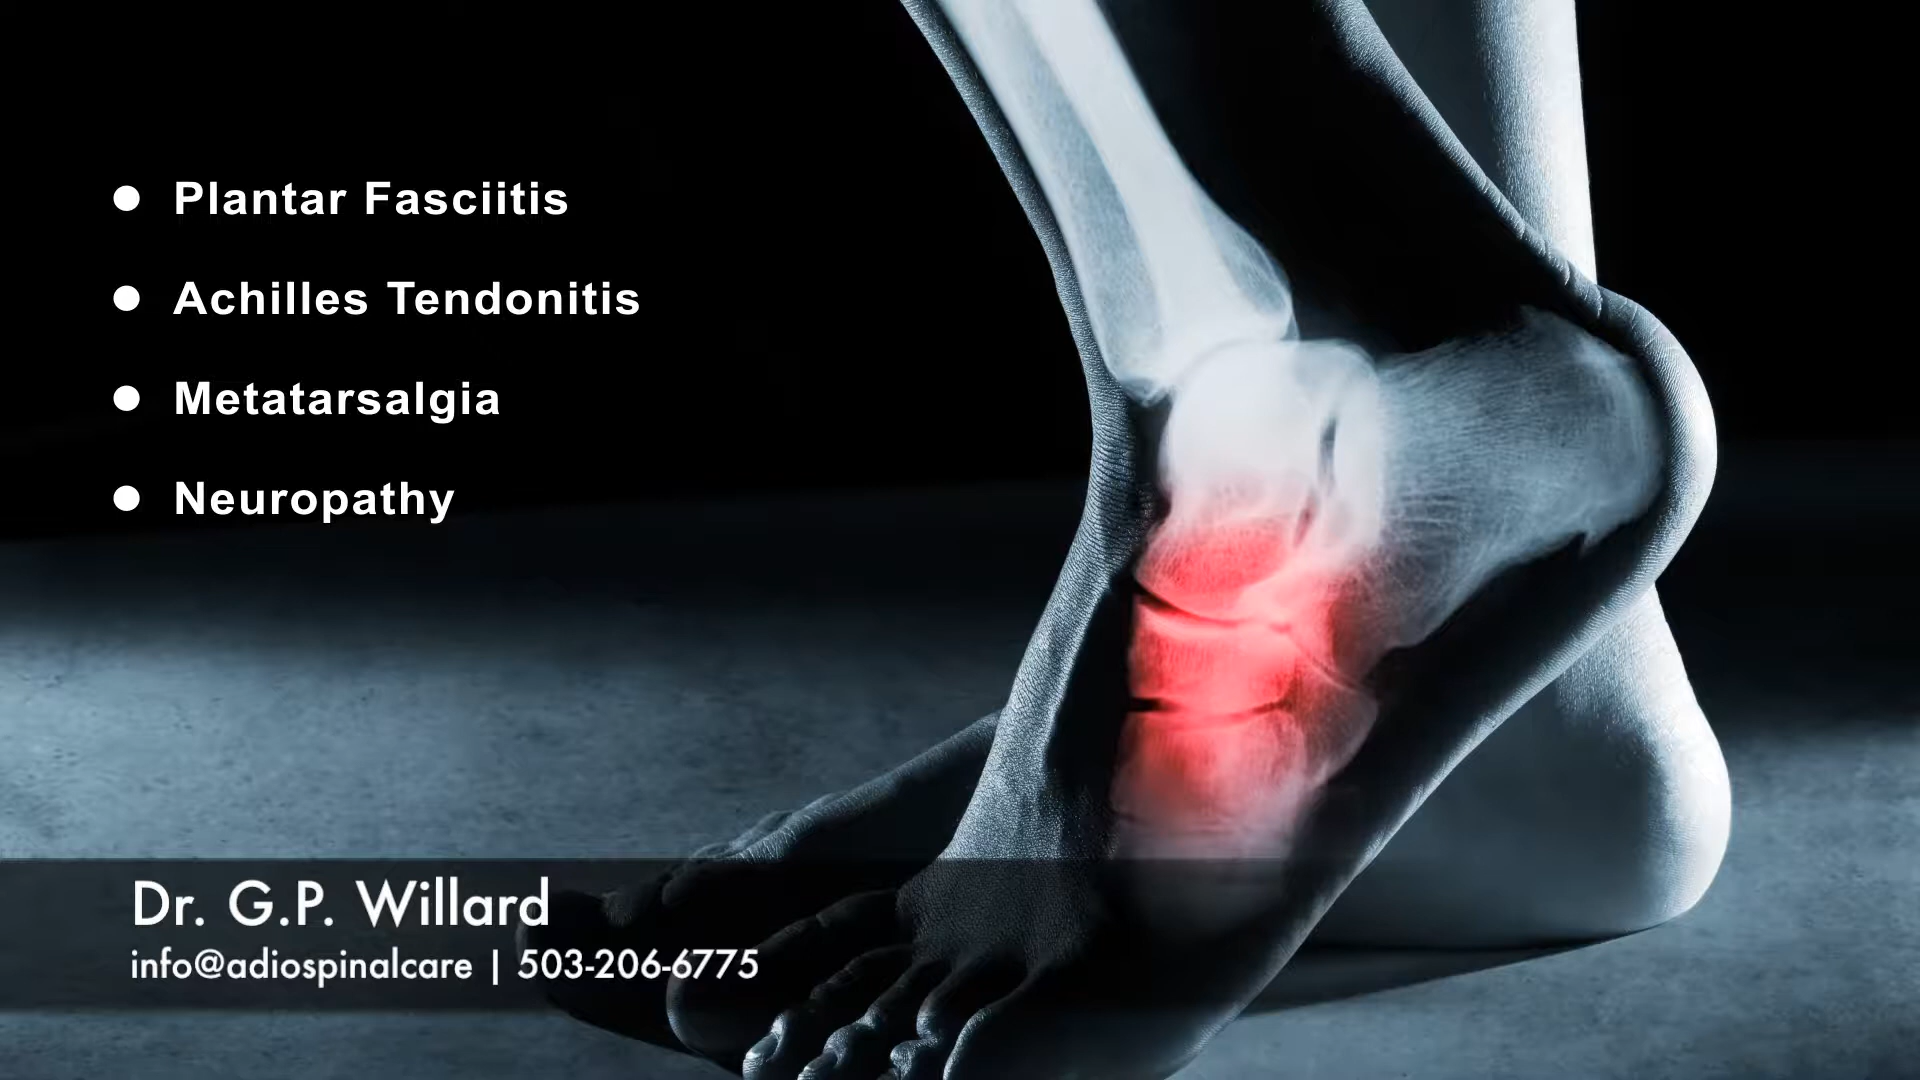 Plantar Fasciitis
Achilles Tendonitis
Metatarsalgia
Neuropathy
Dr. G.P. Willard
info@adiospinalcare | 503-206-6775